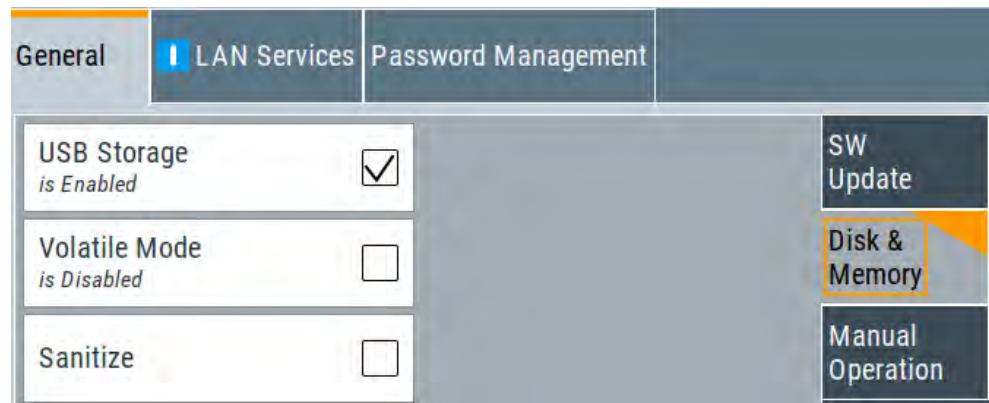 General
LAN Services
Password Management
USB Storage
is Enabled
Volatile Mode
is Disabled
Sanitize
SW
Update
Disk &
Memory
Manual
Operation